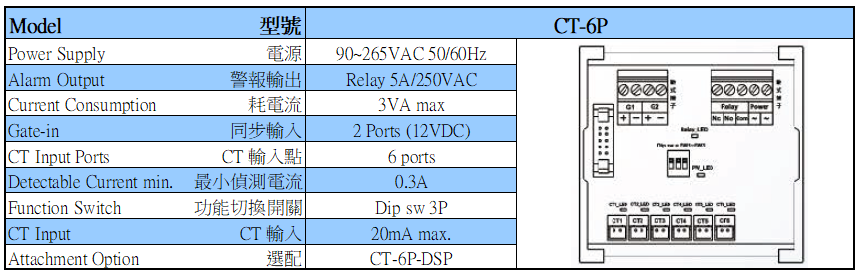 Model 型號 CT-6P
Power Supply 電源 90~265VAC 50/60Hz
Alarm Output 警報輸出 Relay 5A/250VAC
Current Consumption 耗電流 3VA max
Gate-in 同步輸入 2 Ports (12VDC)
CT Input Ports CT 輸入點 6 ports
Detectable Current min. 最小偵測電流 0.3A
Function Switch 功能切換開關 Dip sw 3P
CT Input CT 輸入 20mA max.
Attachment Option 選配 CT-6P-DSP
G1 G2
+ − + −
Relay Power
Nc No Kom ~ ~
Relay_LED
Dip sw
PW_LED
CT1_LED CT2_LED CT3_LED CT4_LED CT5_LED
CT1 CT2 CT3 CT4 CT5 CT6